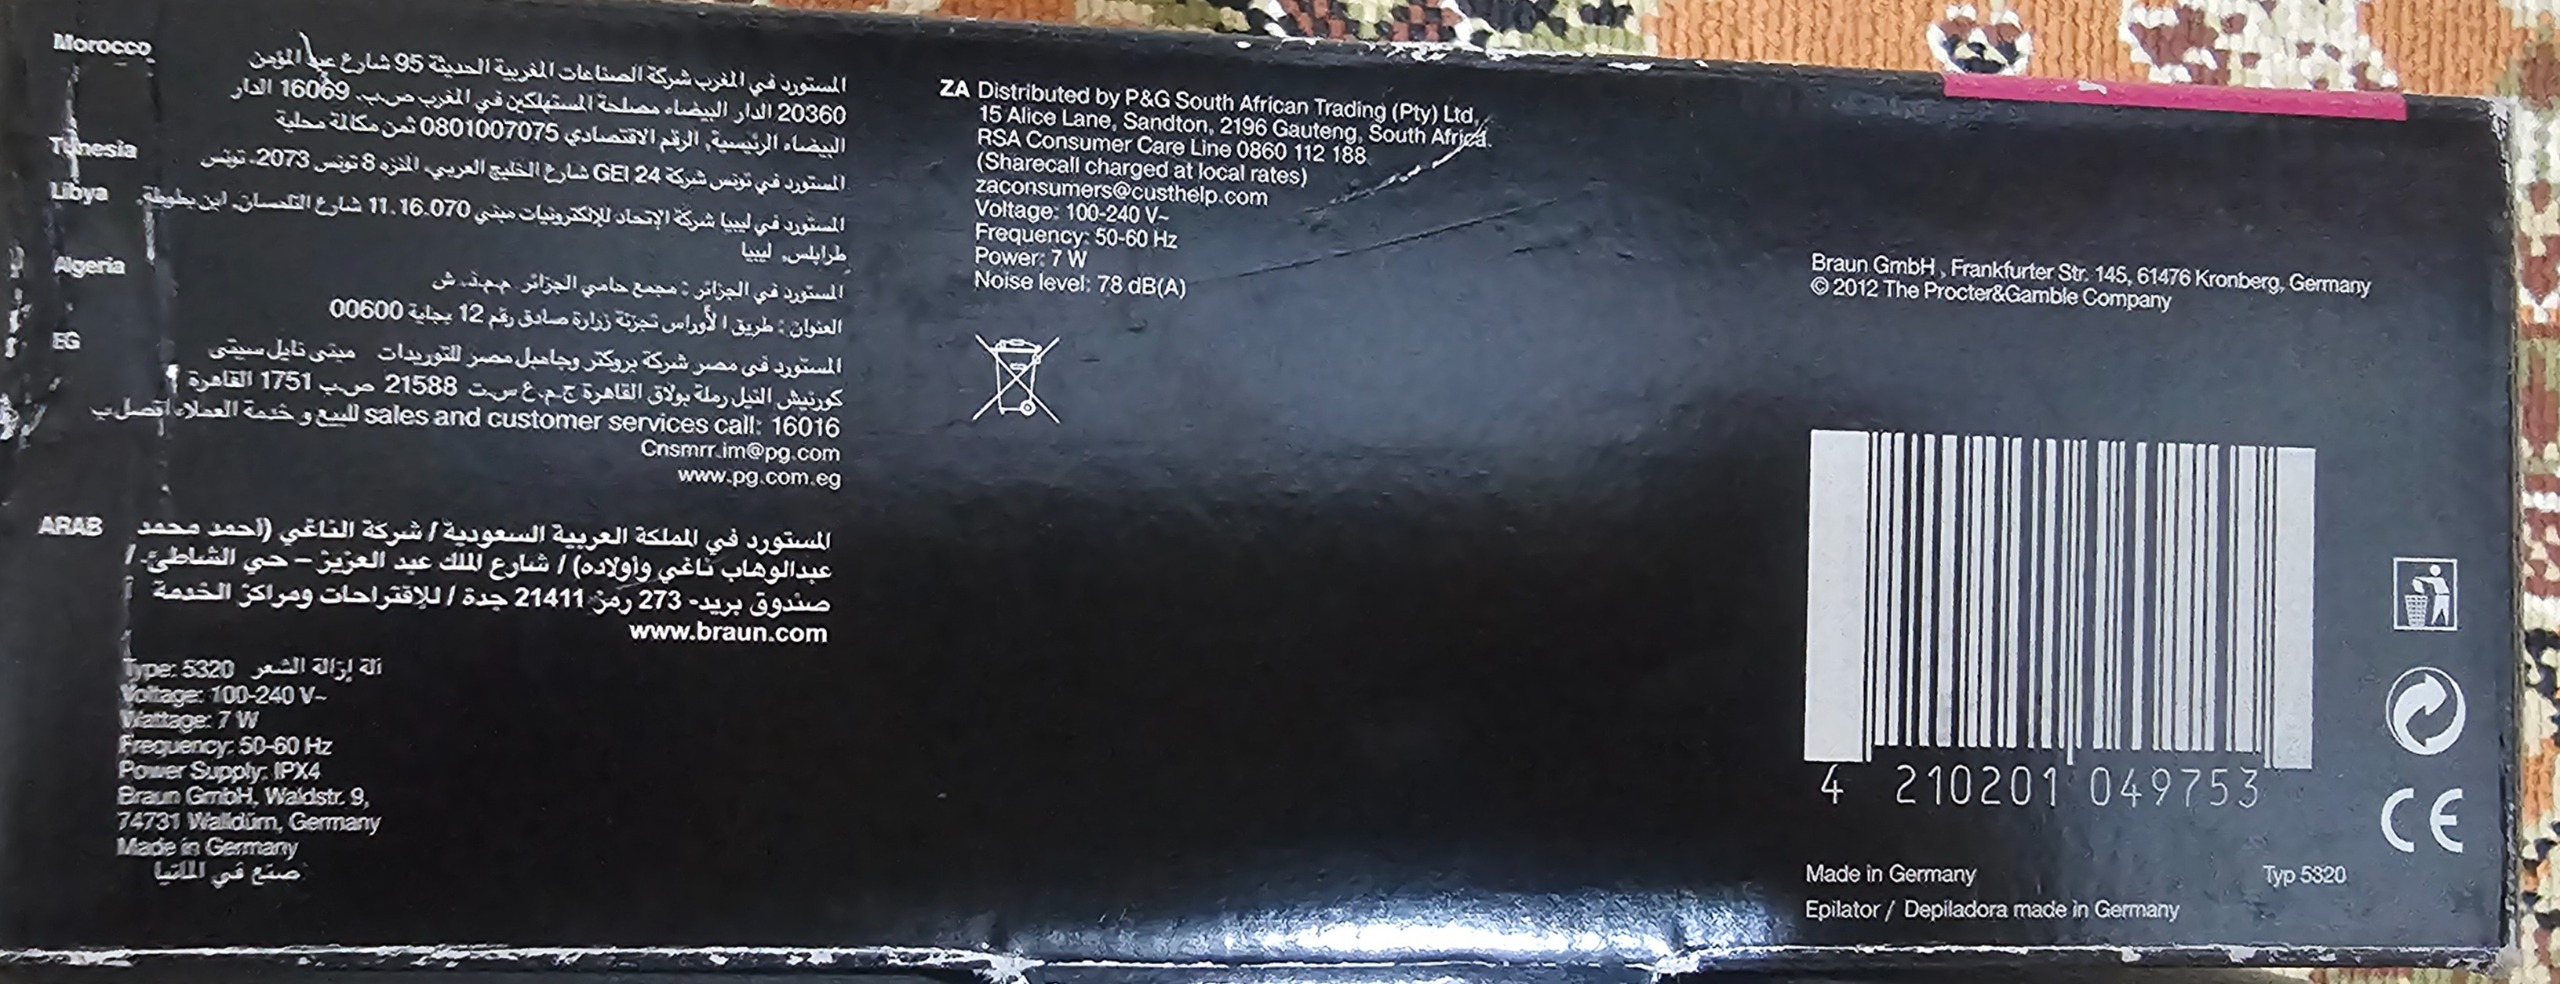 Morocco
المستورد في المغرب شركة الصناعات المغربية الحديثة 95 شارع عبد المؤمن
20360 الدار البيضاء مصلحة المستهلكين في المغرب ص.ب. 16069 الدار
البيضاء الرئيسية, الرقم الاقتصادي 0801007075 ثمن مكالمة محلية
Tunesia
المستورد في تونس شركة GEI 24 شارع الخليج العربي, المنزه 8 تونس 2073. تونس
Libya
المستورد في ليبيا شركة الإتحاد للإلكترونيات مبنى 11.16.070 شارع التلمسان, ابن بطوطة,
طرابلس, ليبيا
Algeria
المستورد في الجزائر : مجمع حامي الجزائر م.م.ذ. ش
العنوان : طريق الأوراس تجزئة زرارة صادق رقم 12 بجاية 00600
EG
المستورد فى مصر شركة بروكتر وجامبل مصر للتوريدات مبنى نايل سيتى
كورنيش النيل رملة بولاق القاهرة ج.م.ع س.ت 21588 ص.ب 1751 القاهرة
للبيع و خدمة العملاء اتصل ب sales and customer services call: 16016
Cnsmrr.im@pg.com
www.pg.com.eg
ARAB
المستورد في المملكة العربية السعودية / شركة الناغي (أحمد محمد
عبدالوهاب ناغي وأولاده) / شارع الملك عبد العزيز – حي الشاطئ- /
صندوق بريد- 273 رمز 21411 جدة / للإقتراحات ومراكز الخدمة
www.braun.com
Type: 5320 آلة إزالة الشعر
Voltage: 100-240 V~
Wattage: 7 W
Frequency: 50-60 Hz
Power Supply: IPX4
Braun GmbH, Waldstr. 9,
74731 Walldürn, Germany
Made in Germany
صنع في المانيا
ZA Distributed by P&G South African Trading (Pty) Ltd,
15 Alice Lane, Sandton, 2196 Gauteng, South Africa.
RSA Consumer Care Line 0860 112 188
(Sharecall charged at local rates)
zaconsumers@custhelp.com
Voltage: 100-240 V~
Frequency: 50-60 Hz
Power: 7 W
Noise level: 78 dB(A)
Braun GmbH, Frankfurter Str. 145, 61476 Kronberg, Germany
© 2012 The Procter&Gamble Company
4 210201 049753
CE
Made in Germany Typ 5320
Epilator / Depiladora made in Germany